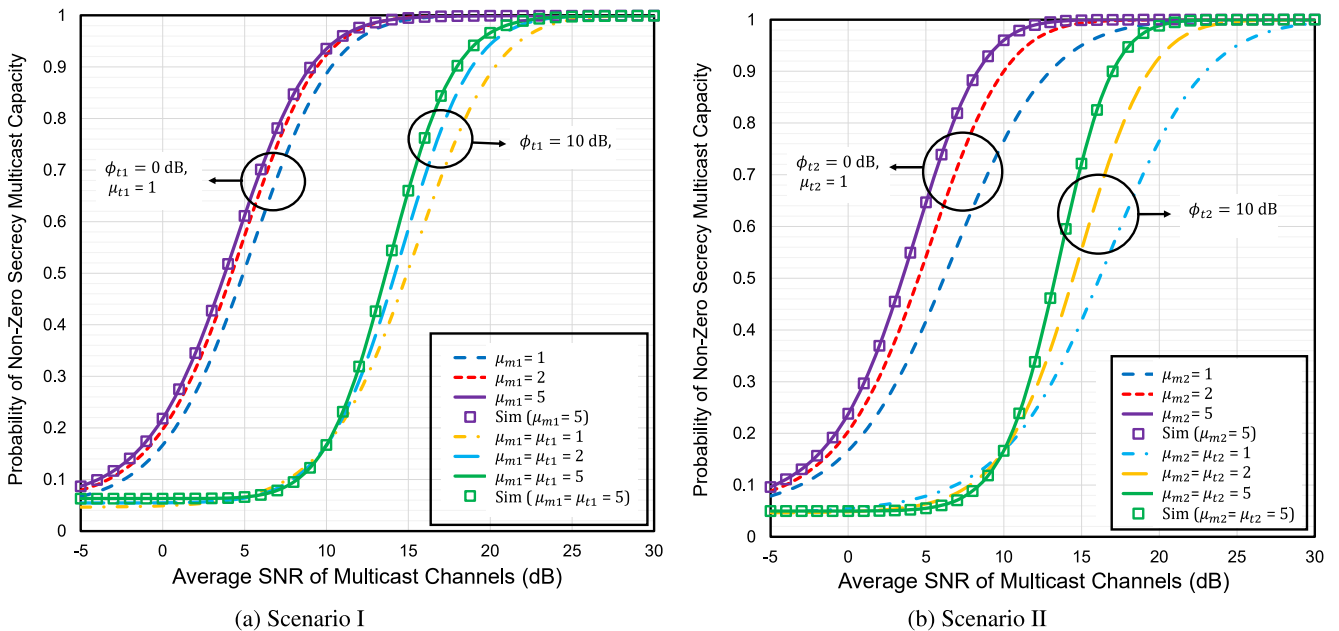 Probability of Non-Zero Secrecy Multicast Capacity
1
0.9
0.8
0.7
0.6
0.5
0.4
0.3
0.2
0.1
0
-5 0 5 10 15 20 25 30
Average SNR of Multicast Channels (dB)
ϕₜ₁ = 0 dB,
μₜ₁ = 1
ϕₜ₁ = 10 dB,
μₘ₁= 1
μₘ₁= 2
μₘ₁= 5
Sim (μₘ₁= 5)
μₘ₁= μₜ₁ = 1
μₘ₁= μₜ₁ = 2
μₘ₁= μₜ₁ = 5
Sim (μₘ₁= μₜ₁ = 5)
(a) Scenario I
Probability of Non-Zero Secrecy Multicast Capacity
1
0.9
0.8
0.7
0.6
0.5
0.4
0.3
0.2
0.1
0
-5 0 5 10 15 20 25 30
Average SNR of Multicast Channels (dB)
ϕₜ₂ = 0 dB,
μₜ₂ = 1
ϕₜ₂ = 10 dB
μₘ₂= 1
μₘ₂= 2
μₘ₂= 5
Sim (μₘ₂= 5)
μₘ₂= μₜ₂ = 1
μₘ₂= μₜ₂ = 2
μₘ₂= μₜ₂ = 5
Sim (μₘ₂= μₜ₂ = 5)
(b) Scenario II